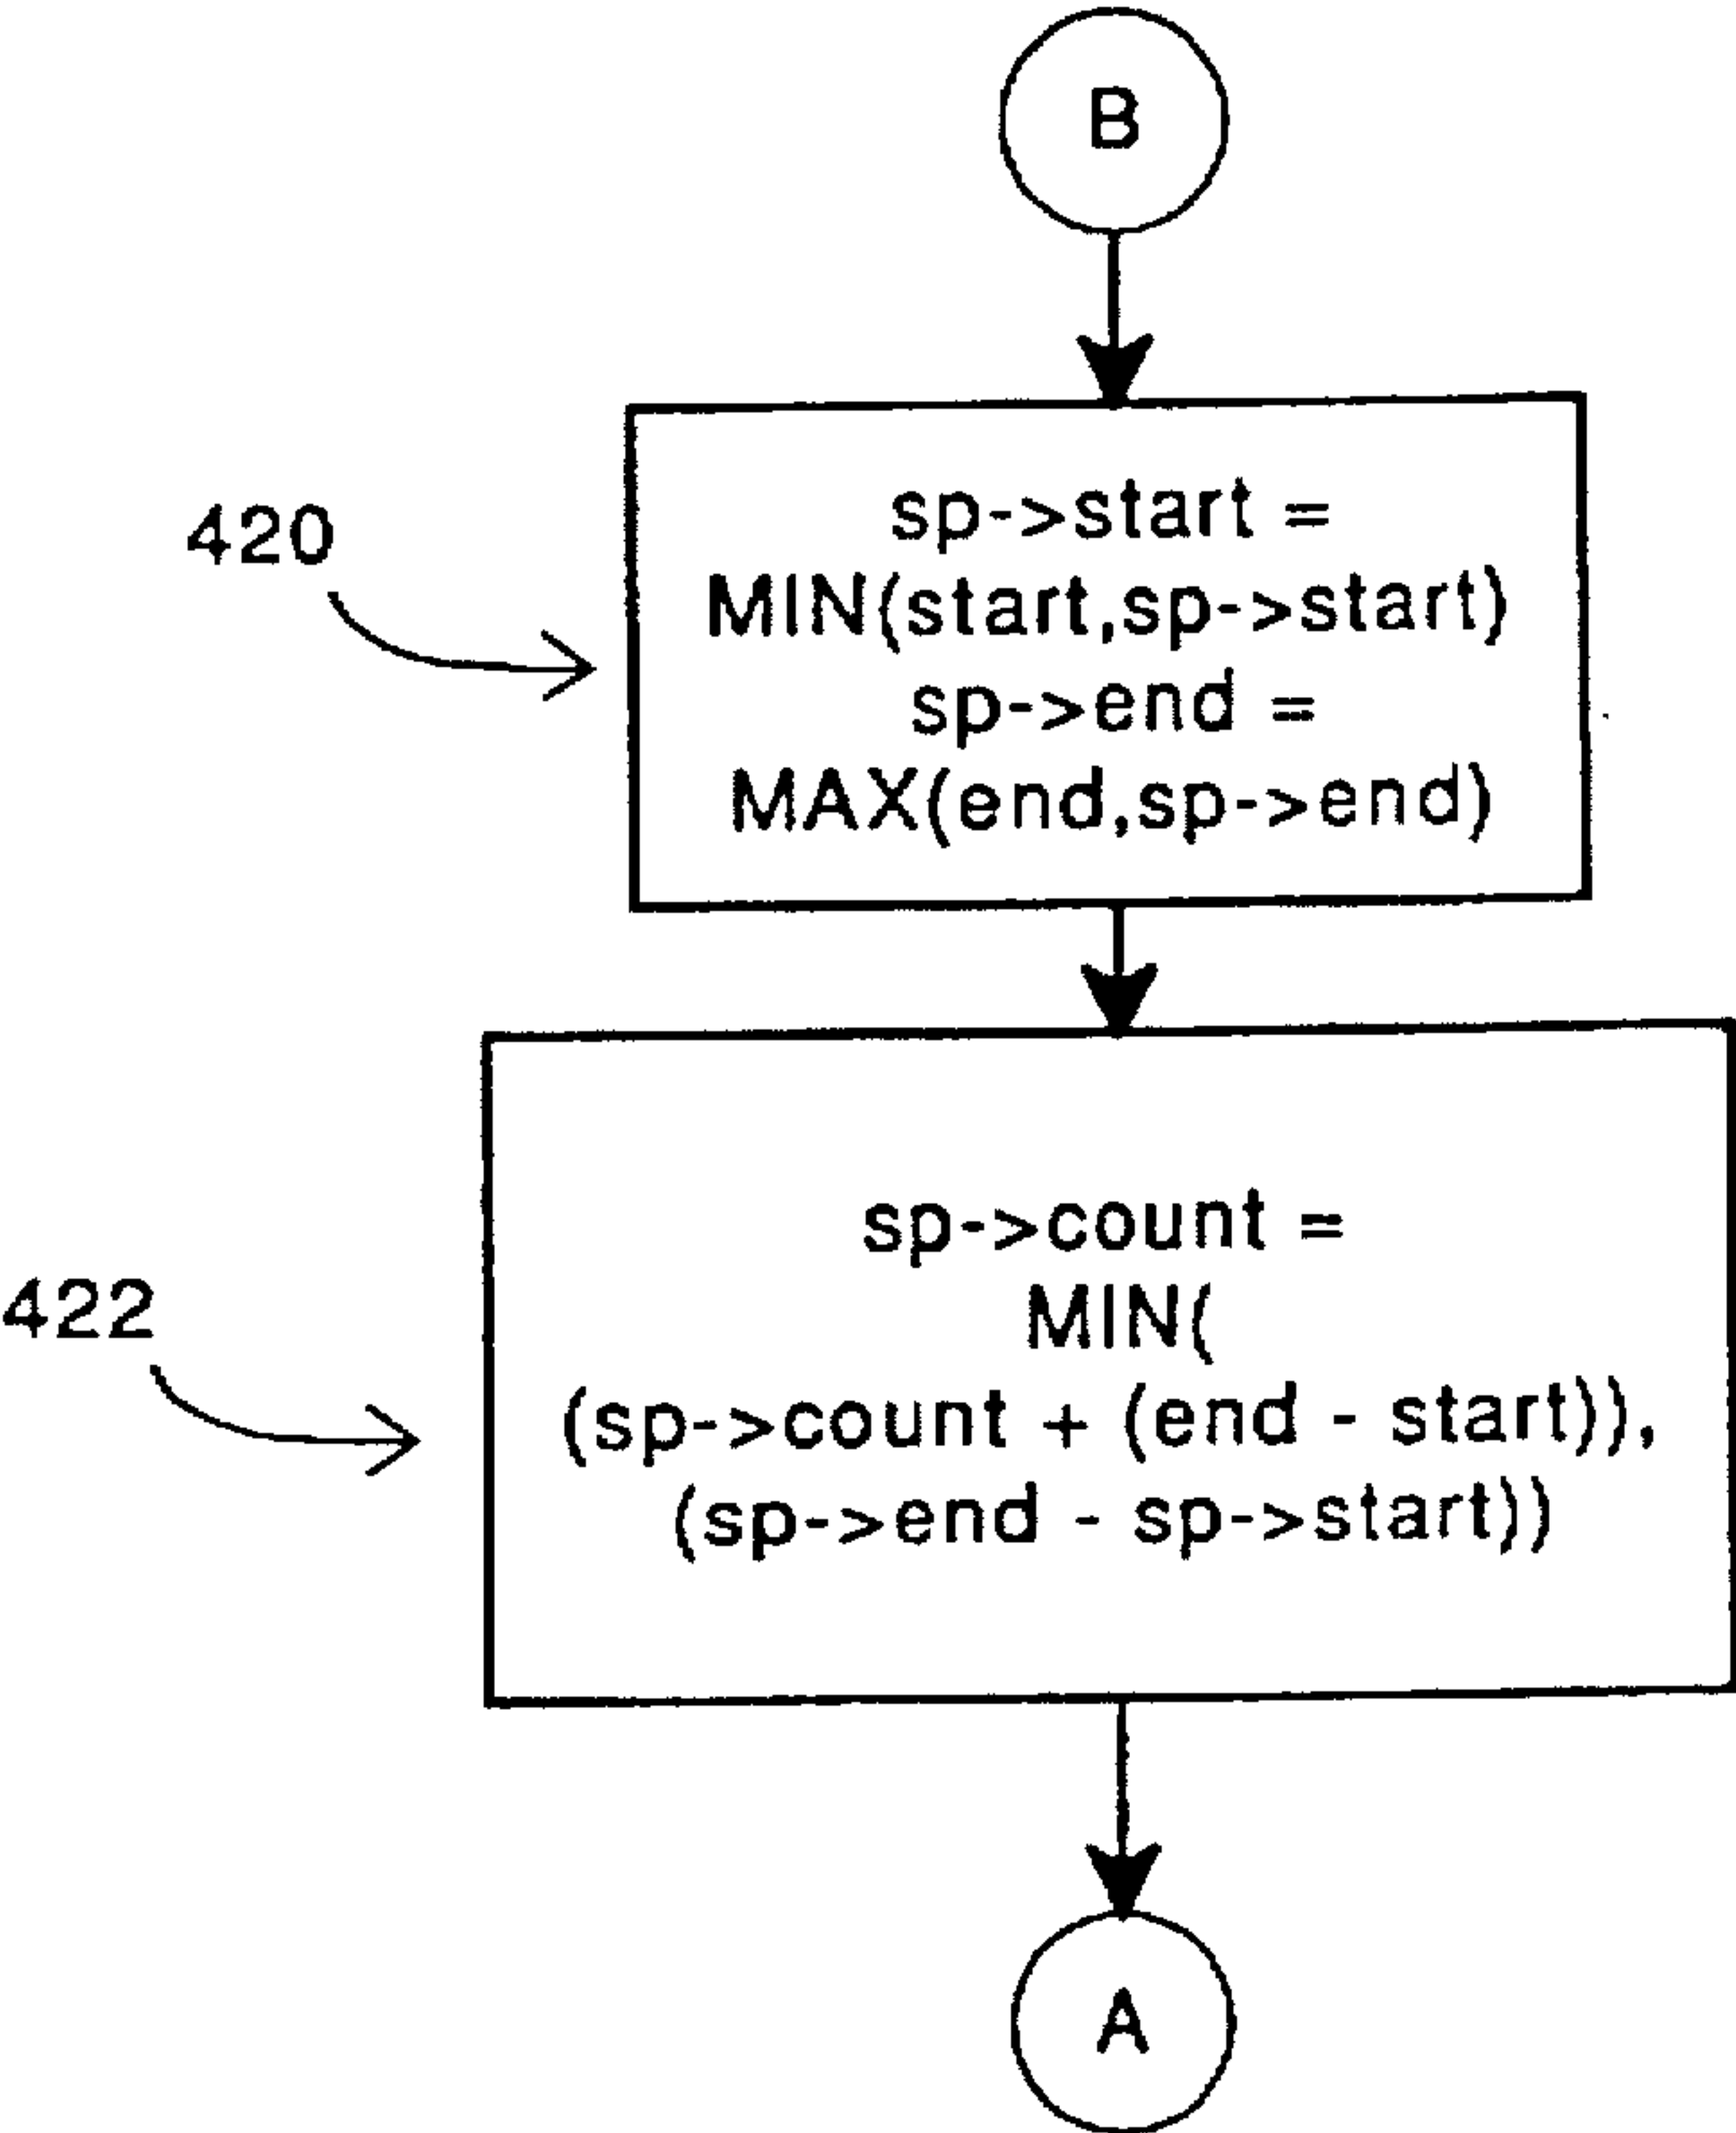 B
420
sp->start =
MIN(start,sp->start)
sp->end =
MAX(end,sp->end)
422
sp->count =
MIN(
(sp->count + (end - start)),
(sp->end - sp->start))
A